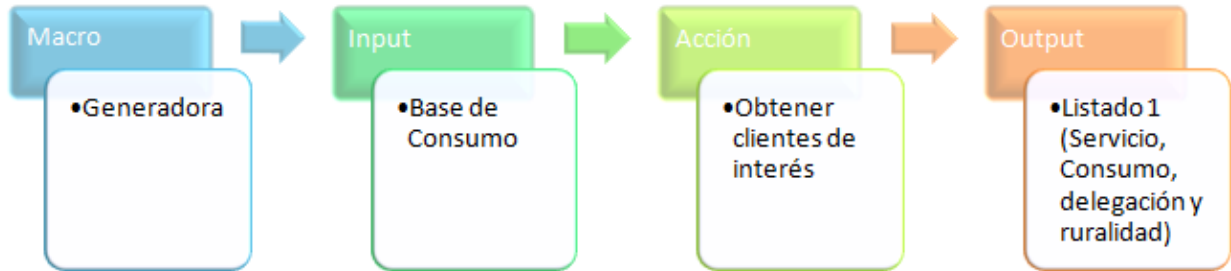 Macro
•Generadora
Input
•Base de
Consumo
Acción
•Obtener
clientes de
interés
Output
•Listado 1
(Servicio,
Consumo,
delegación y
ruralidad)